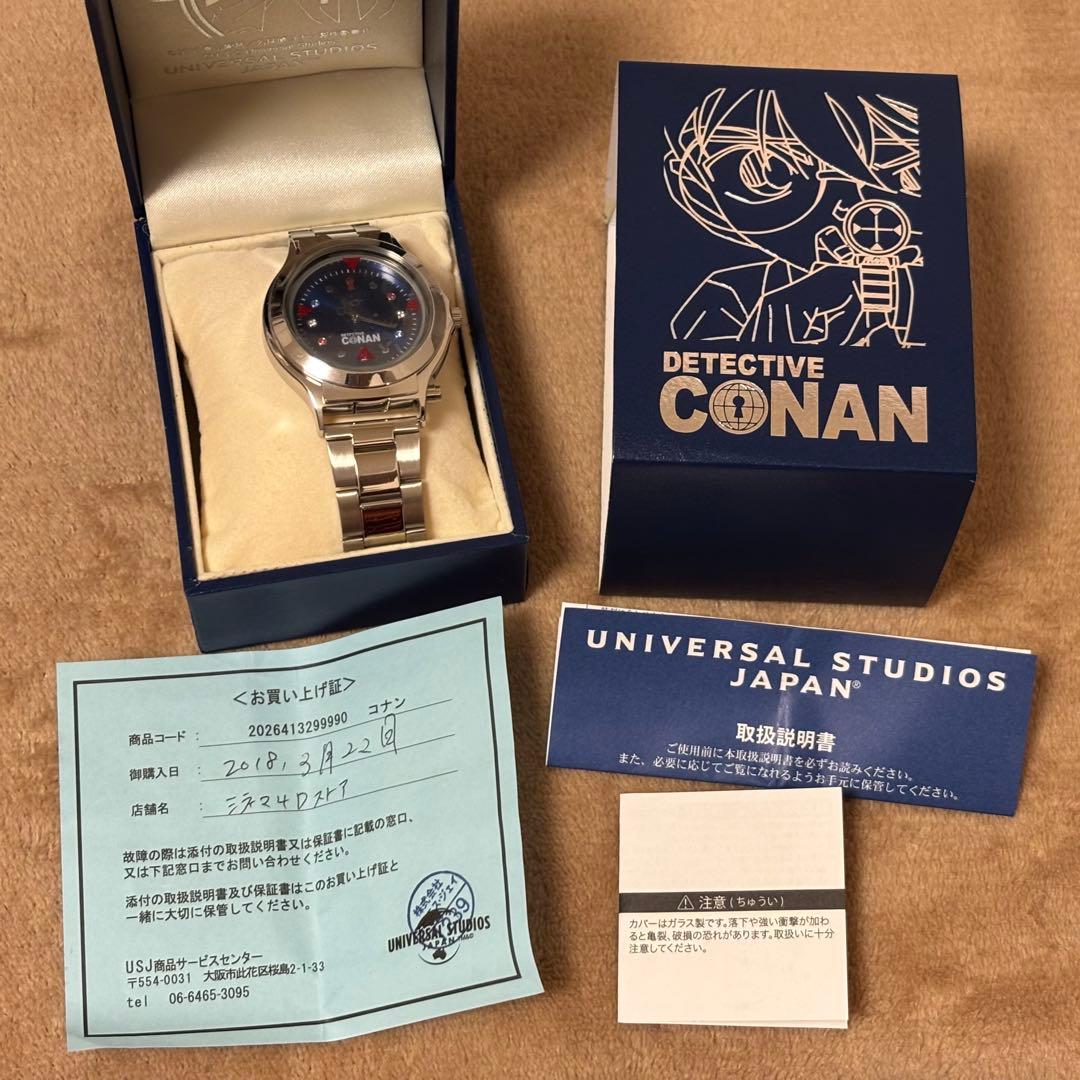 UNIVERSAL STUDIOS
JAPAN
DETECTIVE
CONAN
DETECTIVE
CONAN
<お買い上げ証>
商品コード : 2026413299990 コナン
御購入日 : 2018, 3月22日
店舗名 : シネマ4Dストア
故障の際は添付の取扱説明書又は保証書に記載の窓口、
又は下記窓口までお問い合わせください。
添付の取扱説明書及び保証書はこのお買い上げ証と
一緒に大切に保管してください。
株式会社
UNIVERSAL STUDIOS
JAPAN
USJ商品サービスセンター
〒554-0031 大阪市此花区桜島2-1-33
tel 06-6465-3095
UNIVERSAL STUDIOS
JAPAN®
取扱説明書
ご使用前に本取扱説明書を必ずお読みください。
また、必要に応じてご覧になれるようお手元に保管してください。
⚠ 注意(ちゅうい)
カバーはガラス製です。落下や強い衝撃が加わ
ると亀裂、破損の恐れがあります。取扱いに十分
注意してください。